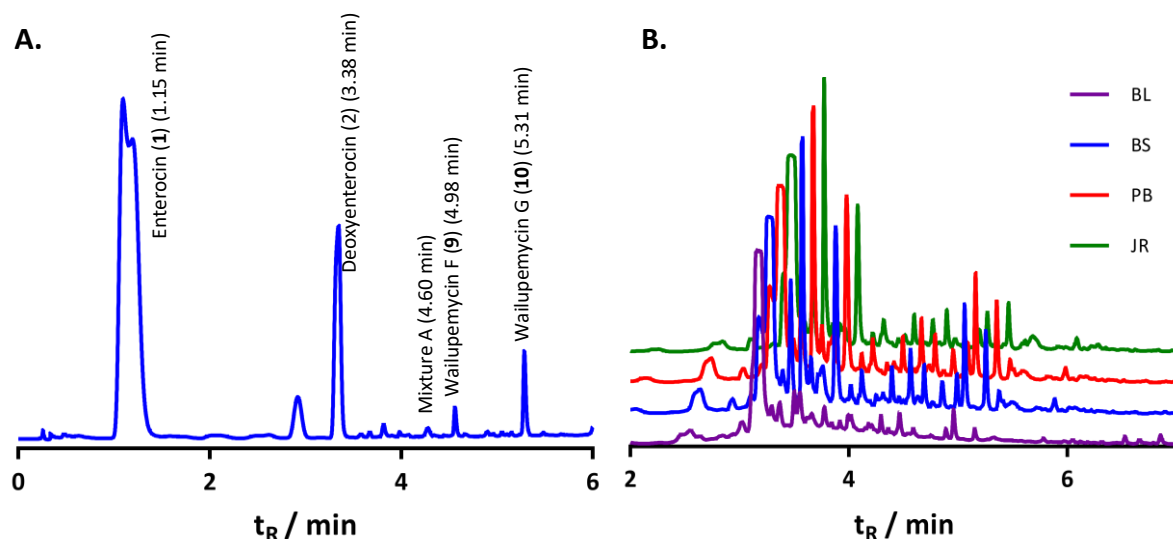 A.
Enterocin (1) (1.15 min)
Deoxyenterocin (2) (3.38 min)
Mixture A (4.60 min)
Wailupemycin F (9) (4.98 min)
Wailupemycin G (10) (5.31 min)
0
2
4
6
tR / min
B.
BL
BS
PB
JR
2
4
6
tR / min